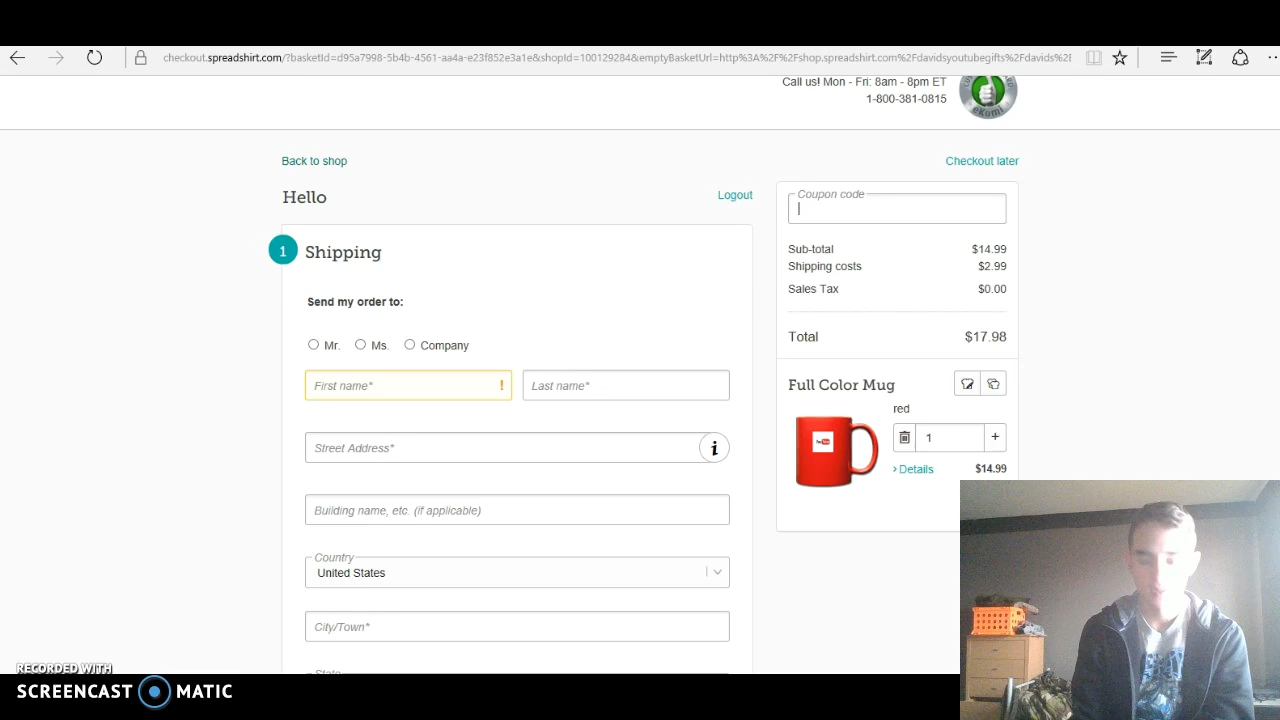 checkout.spreadshirt.com/?basketId=d95a7998-5b4b-4561-aa4a-e23f852e3a1e&shopId=100129284&emptyBasketUrl=http%3A%2F%2Fshop.spreadshirt.com%2Fdavidsyoutubegifts%2Fdavids%2E
Call us! Mon - Fri: 8am - 8pm ET
1-800-381-0815
eKomi
Back to shop
Checkout later
Hello
Logout
Coupon code
1 Shipping
Sub-total $14.99
Shipping costs $2.99
Sales Tax $0.00
Send my order to:
Total $17.98
Mr. Ms. Company
First name* ! Last name*
Full Color Mug
red
1 +
Street Address* i
› Details $14.99
Building name, etc. (if applicable)
Country
United States
City/Town*
State
RECORDED WITH
SCREENCAST MATIC